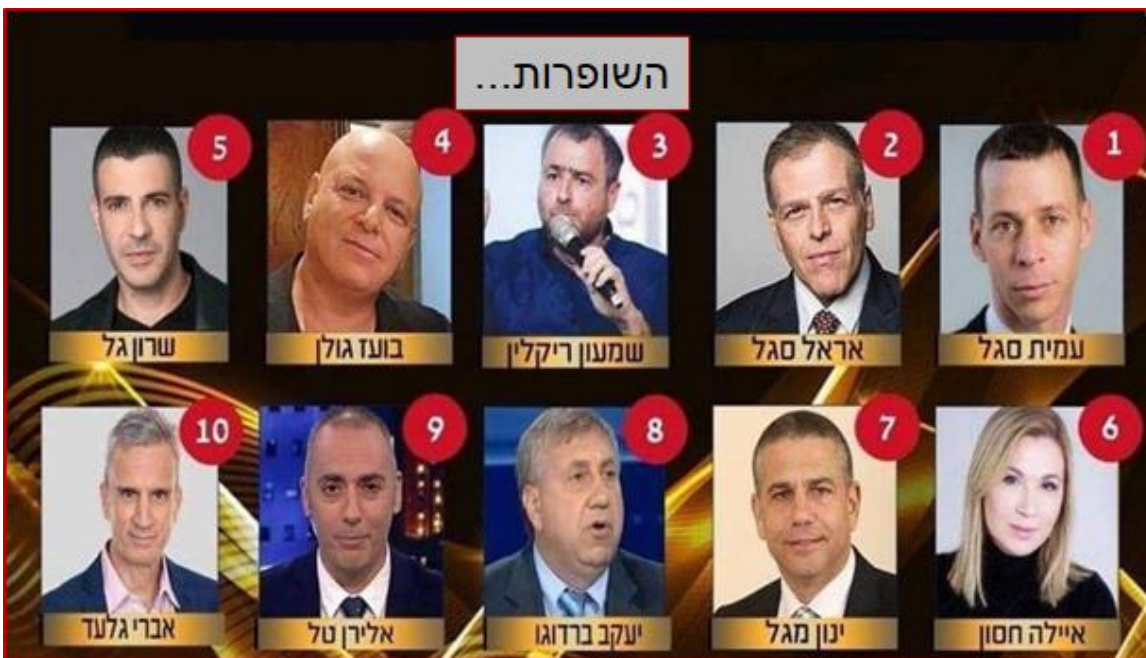 השופרות...
1
עמית סגל
2
אראל סגל
3
שמעון ריקלין
4
בועז גולן
5
שרון גל
6
איילה חסון
7
ינון מגל
8
יעקב ברדוגו
9
אלירן טל
10
אברי גלעד